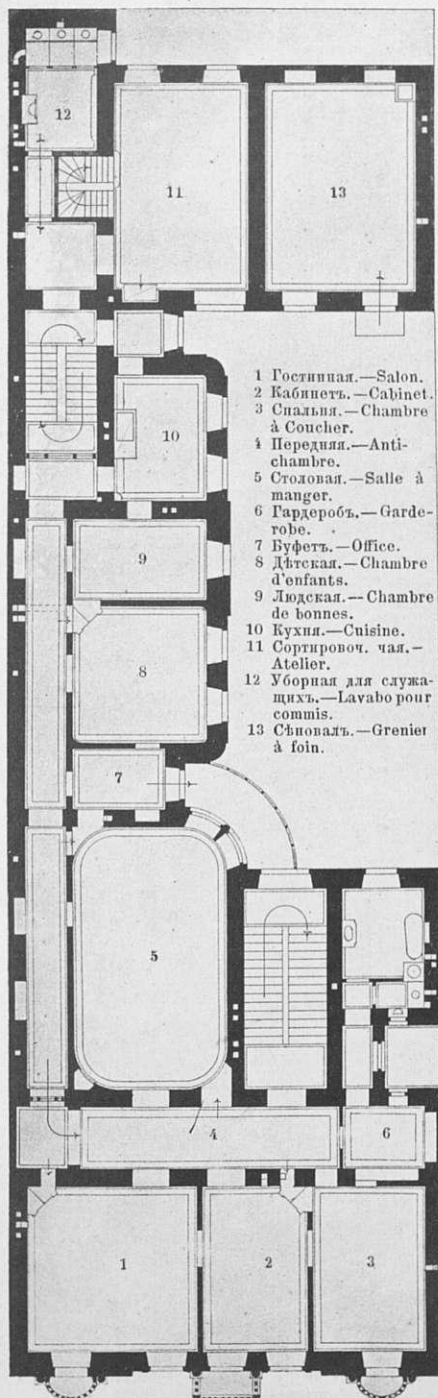 12
11
13
1 Гостинная.—Salon.
2 Кабинетъ.—Cabinet.
3 Спальня.—Chambre
à Coucher.
4 Передняя.—Anti-
chambre.
5 Столовая.—Salle à
manger.
6 Гардеробъ.—Garde-
robe.
7 Буфетъ.—Office.
8 Дѣтская.—Chambre
d'enfants.
9 Людская.—Chambre
de bonnes.
10 Кухня.—Cuisine.
11 Сортировоч. чая.—
Atelier.
12 Уборная для служа-
щихъ.—Lavabo pour
commis.
13 Сѣновалъ.—Grenier
à foin.
10
9
8
7
5
4
6
1
2
3